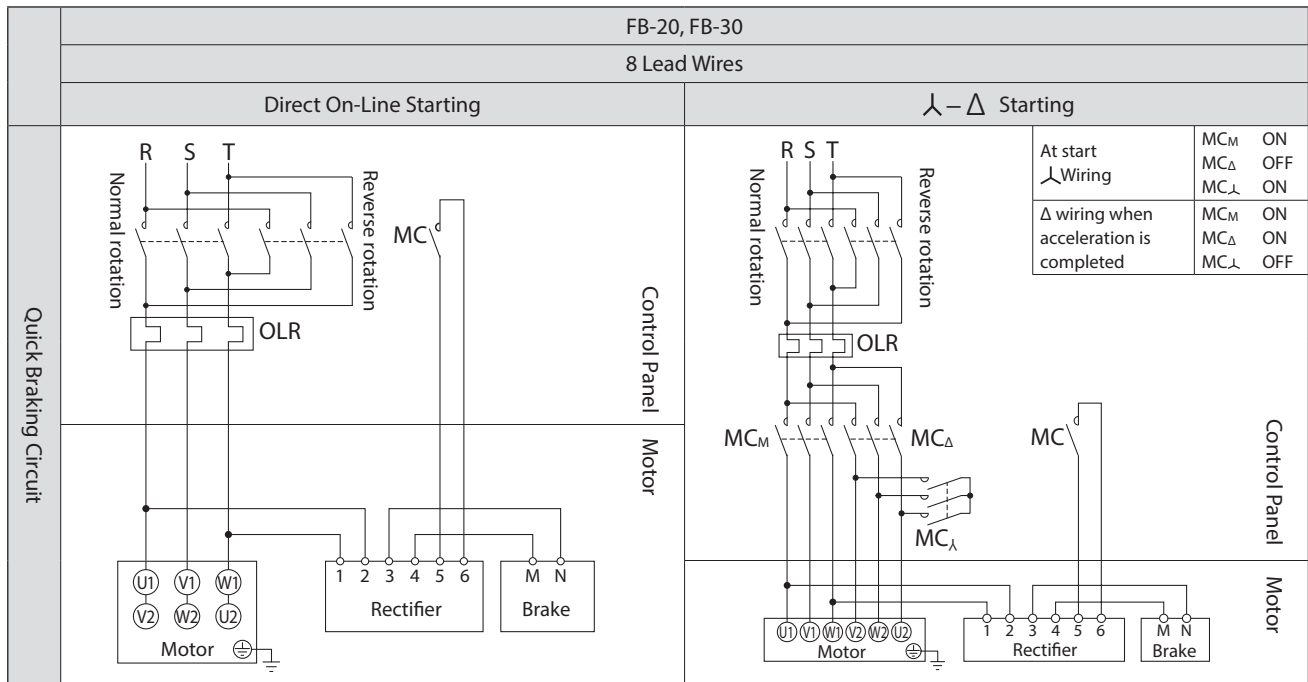 FB-20, FB-30
8 Lead Wires
Direct On-Line Starting
⅄ – Δ Starting
Quick Braking Circuit
R S T
Normal rotation
Reverse rotation
MC
OLR
Control Panel
Motor
U1 V1 W1
V2 W2 U2
Motor
1 2 3 4 5 6
Rectifier
M N
Brake
R S T
Normal rotation
Reverse rotation
At start
⅄Wiring
MCM ON
MCΔ OFF
MC⅄ ON
Δ wiring when
acceleration is
completed
MCM ON
MCΔ ON
MC⅄ OFF
OLR
MCM
MCΔ
MC
MC⅄
Control Panel
Motor
U1 V1 W1 V2 W2 U2
Motor
1 2 3 4 5 6
Rectifier
M N
Brake